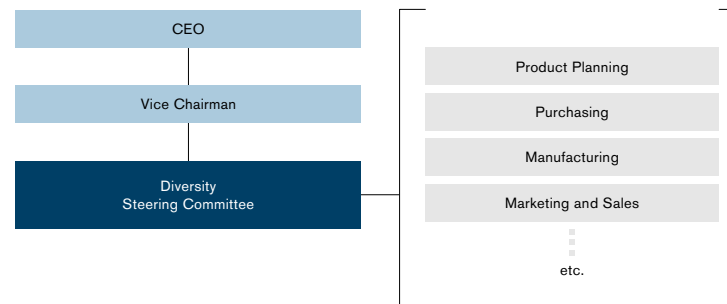 CEO
Vice Chairman
Diversity
Steering Committee
Product Planning
Purchasing
Manufacturing
Marketing and Sales
etc.